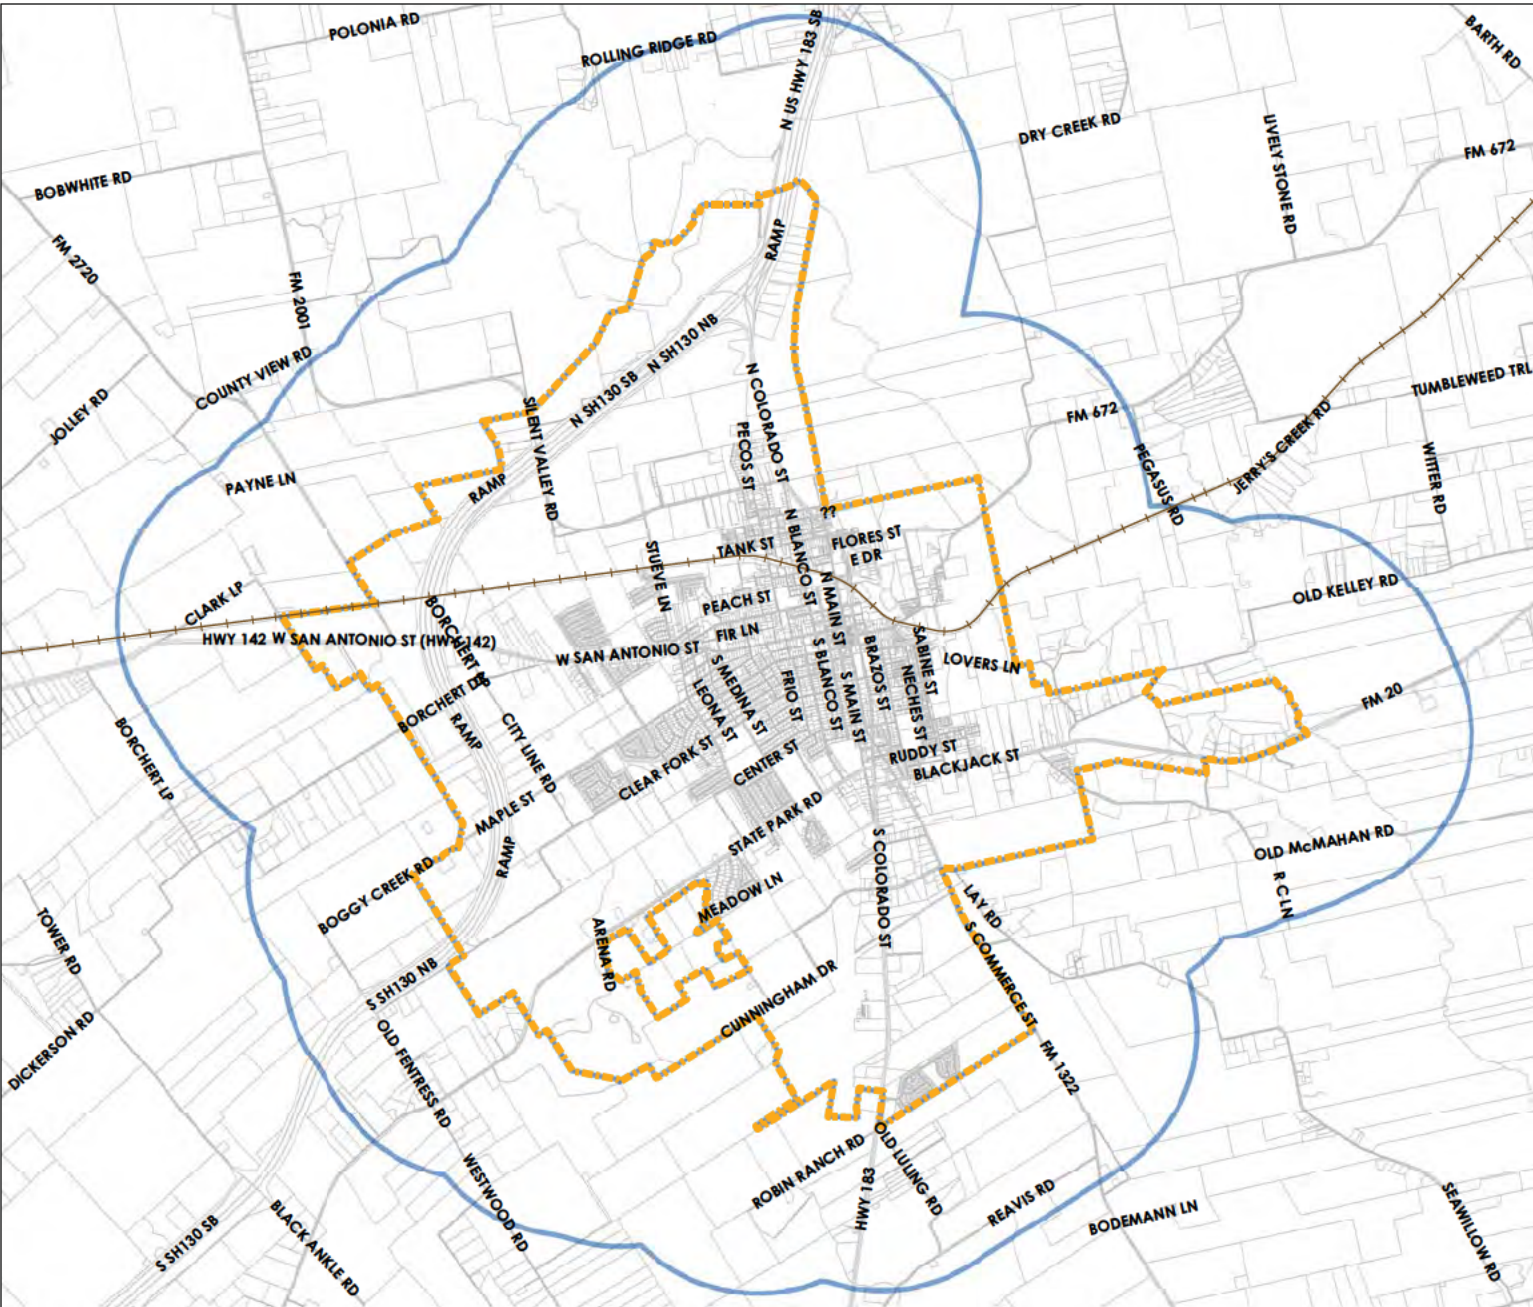 POLONIA RD
ROLLING RIDGE RD
N US HWY 183 SB
BARTH RD
DRY CREEK RD
LIVELY STONE RD
FM 672
BOBWHITE RD
FM 2720
FM 2001
RAMP
N SH130 NB
N SH130 SB
COUNTY VIEW RD
JOLLEY RD
SILENT VALLEY RD
N COLORADO ST
PECOS ST
FM 672
TUMBLEWEED TRL
JERRY'S CREEK RD
PEGASUS RD
WITTER RD
PAYNE LN
RAMP
??
N BLANCO ST
FLORES ST
E DR
TANK ST
STUEVE LN
N MAIN ST
PEACH ST
FIR LN
OLD KELLEY RD
CLARK LP
HWY 142 W SAN ANTONIO ST (HWY 142)
W SAN ANTONIO ST
BORCHERT DR
LOVERS LN
SABINE ST
BRAZOS ST
NECHES ST
S BLANCO ST
S MAIN ST
FRIO ST
S MEDINA ST
LEONA ST
FM 20
BORCHERT DR
RAMP
CITY LINE RD
BORCHERT LP
CLEAR FORK ST
CENTER ST
RUDDY ST
BLACKJACK ST
MAPLE ST
STATE PARK RD
RAMP
S COLORADO ST
OLD McMAHAN RD
R C LN
BOGGY CREEK RD
MEADOW LN
LAY RD
S COMMERCE ST
TOWER RD
ARENA RD
S SH130 NB
CUNNINGHAM DR
DICKERSON RD
OLD FENTRESS RD
FM 1322
ROBIN RANCH RD
OLD LULING RD
HWY 183
REAVIS RD
BODEMANN LN
SEAWILLOW RD
WESTWOOD RD
BLACK ANKLE RD
S SH130 SB